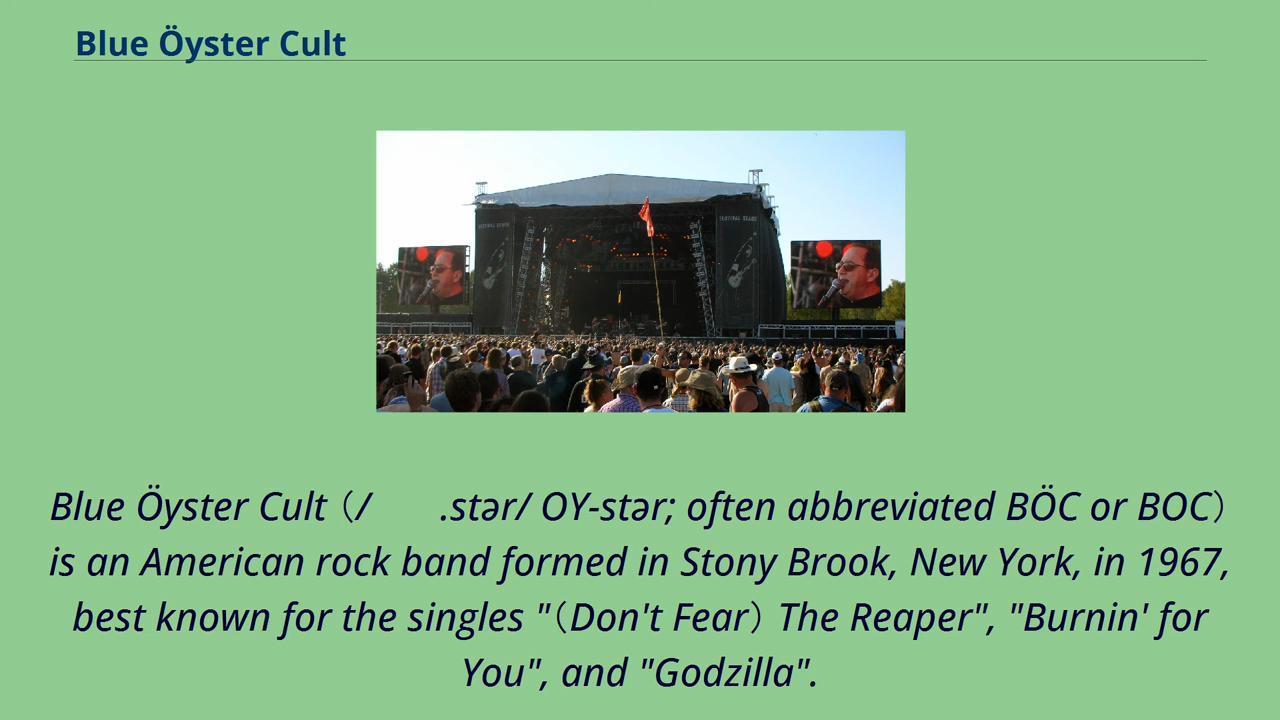 Blue Öyster Cult
Blue Öyster Cult（/ .stər/ OY-stər; often abbreviated BÖC or BOC）
is an American rock band formed in Stony Brook, New York, in 1967,
best known for the singles "（Don't Fear）The Reaper", "Burnin' for
You", and "Godzilla".